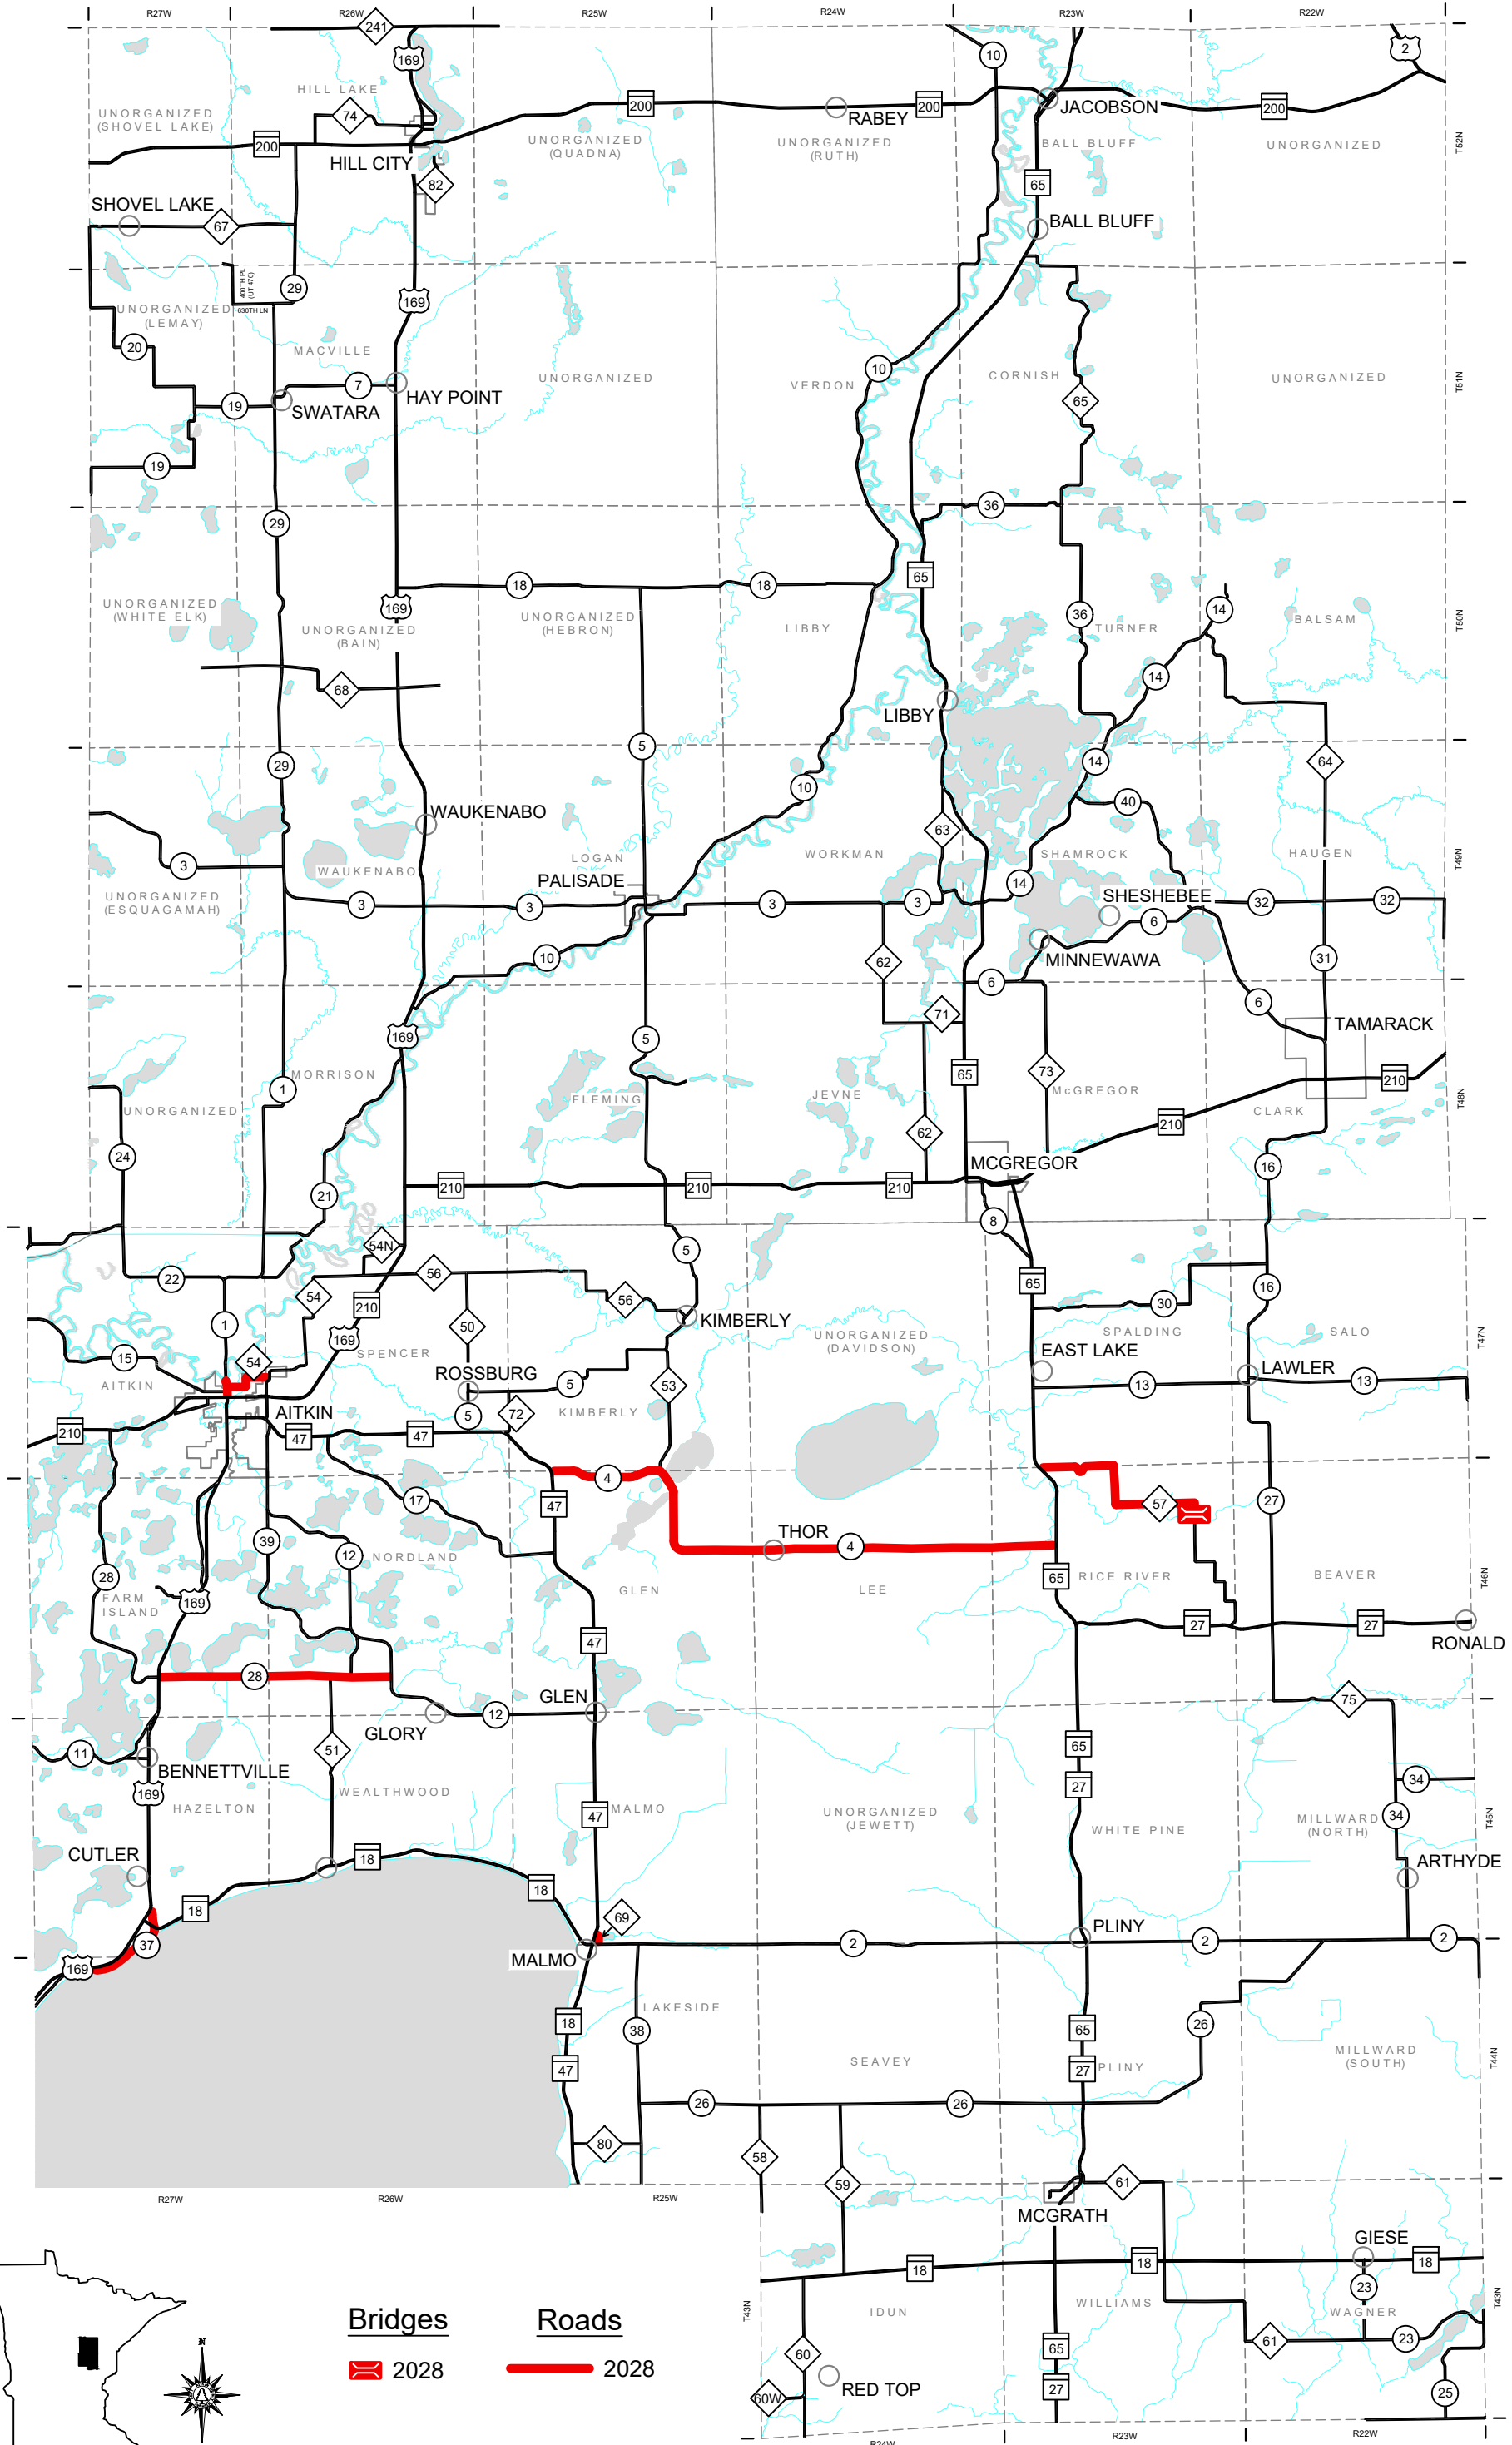 R27W
R26W
R25W
R24W
R23W
R22W
241
169
10
2
HILL LAKE
UNORGANIZED
(SHOVEL LAKE)
74
200
RABEY
200
JACOBSON
200
200
HILL CITY
UNORGANIZED
(QUADNA)
UNORGANIZED
(RUTH)
BALL BLUFF
UNORGANIZED
T52N
82
65
SHOVEL LAKE
67
BALL BLUFF
400TH PL
(UT 470)
630TH LN
29
169
UNORGANIZED
(LEMAY)
20
MACVILLE
7
HAY POINT
UNORGANIZED
VERDON
10
CORNISH
UNORGANIZED
T51N
19
SWATARA
65
19
29
36
18
18
65
169
UNORGANIZED
(WHITE ELK)
UNORGANIZED
(BAIN)
UNORGANIZED
(HEBRON)
LIBBY
36
TURNER
14
BALSAM
T50N
68
14
LIBBY
5
29
14
64
10
40
WAUKENABO
63
3
LOGAN
WORKMAN
SHAMROCK
HAUGEN
T49N
WAUKENABO
PALISADE
14
UNORGANIZED
(ESQUAGAMAH)
3
3
3
3
SHESHEBEE
6
32
32
10
62
MINNEWAWA
31
6
6
71
TAMARACK
169
5
65
73
210
MORRISON
1
UNORGANIZED
FLEMING
JEVNE
McGREGOR
CLARK
T48N
210
62
24
MCGREGOR
16
21
210
210
210
8
54N
5
22
56
65
16
54
210
56
30
1
50
KIMBERLY
169
UNORGANIZED
(DAVIDSON)
SPALDING
SALO
T47N
15
54
SPENCER
ROSSBURG
EAST LAKE
LAWLER
AITKIN
5
53
13
13
AITKIN
5
72
KIMBERLY
210
47
47
4
17
47
57
27
39
THOR
4
12
NORDLAND
28
GLEN
LEE
65
RICE RIVER
BEAVER
T46N
FARM
ISLAND
169
47
27
27
RONALD
28
GLEN
75
GLORY
12
11
51
65
BENNETTVILLE
169
WEALTHWOOD
27
34
HAZELTON
47
MALMO
UNORGANIZED
(JEWETT)
WHITE PINE
MILLWARD
(NORTH)
34
T45N
CUTLER
18
ARTHYDE
18
18
69
PLINY
37
2
2
2
169
MALMO
LAKESIDE
18
38
65
26
SEAVEY
MILLWARD
(SOUTH)
T44N
47
27
PLINY
26
26
80
58
59
61
R27W
R26W
R25W
MCGRATH
GIESE
18
18
18
23
T43N
IDUN
WILLIAMS
WAGNER
T43N
Bridges
Roads
61
23
60
65
2028
2028
N
A
RED TOP
60W
27
25
R24W
R23W
R22W